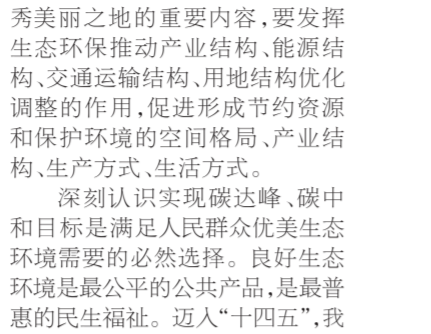 秀美丽之地的重要内容,要发挥
生态环保推动产业结构、能源结
构、交通运输结构、用地结构优化
调整的作用,促进形成节约资源
和保护环境的空间格局、产业结
构、生产方式、生活方式。
深刻认识实现碳达峰、碳中
和目标是满足人民群众优美生态
环境需要的必然选择。良好生态
环境是最公平的公共产品,是最普
惠的民生福祉。迈入“十四五”,我